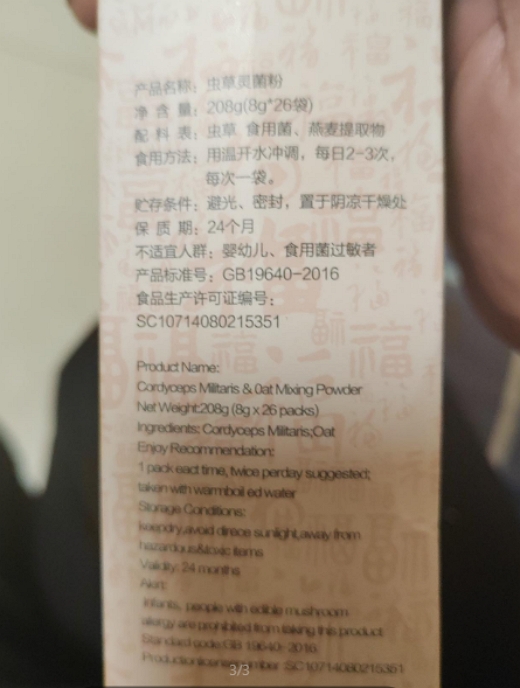 产品名称：虫草灵菌粉
净 含 量：208g(8g*26袋)
配 料 表：虫草 食用菌、燕麦提取物
食用方法：用温开水冲调，每日2-3次，
每次一袋。
贮存条件：避光、密封，置于阴凉干燥处
保 质 期：24个月
不适宜人群：婴幼儿、食用菌过敏者
产品标准号：GB19640-2016
食品生产许可证编号：
SC10714080215351
Product Name:
Cordyceps Militaris & 0at Mixing Powder
Net Weight:208g (8g x 26 packs)
Ingredients: Cordyceps Militaris;Oat
Enjoy Recommendation:
1 pack eact time, twice perday suggested;
taken with warmboil ed water
Storage Conditions:
keepdry,avoid dirace sunlight,away from
hazardous&toxic items
Validity: 24 months
Alert:
infants, people with edible mushroom
allergy are prohibited from taking this product
Standard code:GB 19640- 2016
SC10714080215351
3/3